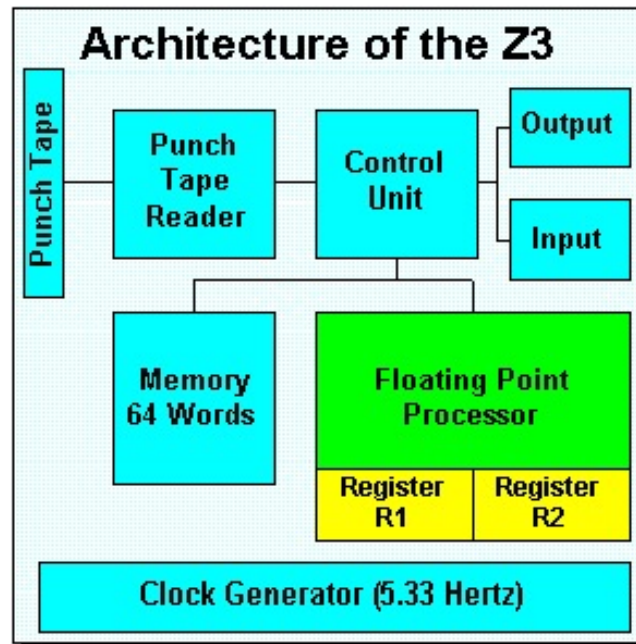 Architecture of the Z3
Punch Tape
Punch
Tape
Reader
Control
Unit
Output
Input
Memory
64 Words
Floating Point
Processor
Register
R1
Register
R2
Clock Generator (5.33 Hertz)